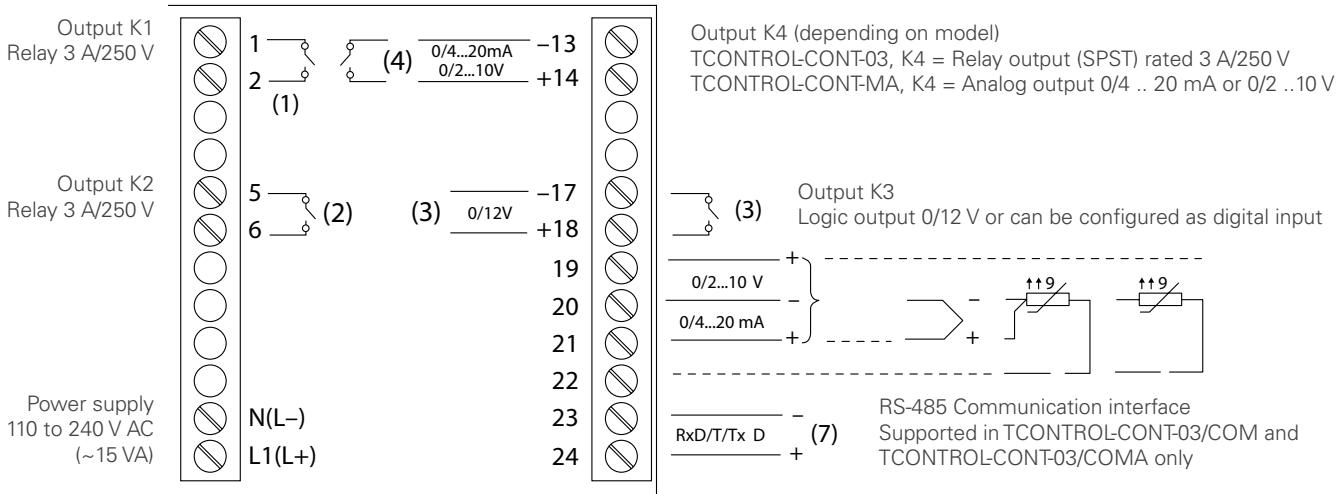 Output K1
Relay 3 A/250 V
1
2
(1)
(4)
0/4...20mA
0/2...10V
–13
+14
Output K4 (depending on model)
TCONTROL-CONT-03, K4 = Relay output (SPST) rated 3 A/250 V
TCONTROL-CONT-MA, K4 = Analog output 0/4 .. 20 mA or 0/2 ..10 V
Output K2
Relay 3 A/250 V
5
6
(2)
(3)
0/12V
–17
+18
(3)
Output K3
Logic output 0/12 V or can be configured as digital input
19
20
21
22
+
0/2...10 V
–
0/4...20 mA
+
–
+
↑↑9
↑↑9
Power supply
110 to 240 V AC
(~15 VA)
N(L–)
L1(L+)
23
24
–
RxD/T/Tx D
+
(7)
RS-485 Communication interface
Supported in TCONTROL-CONT-03/COM and
TCONTROL-CONT-03/COMA only